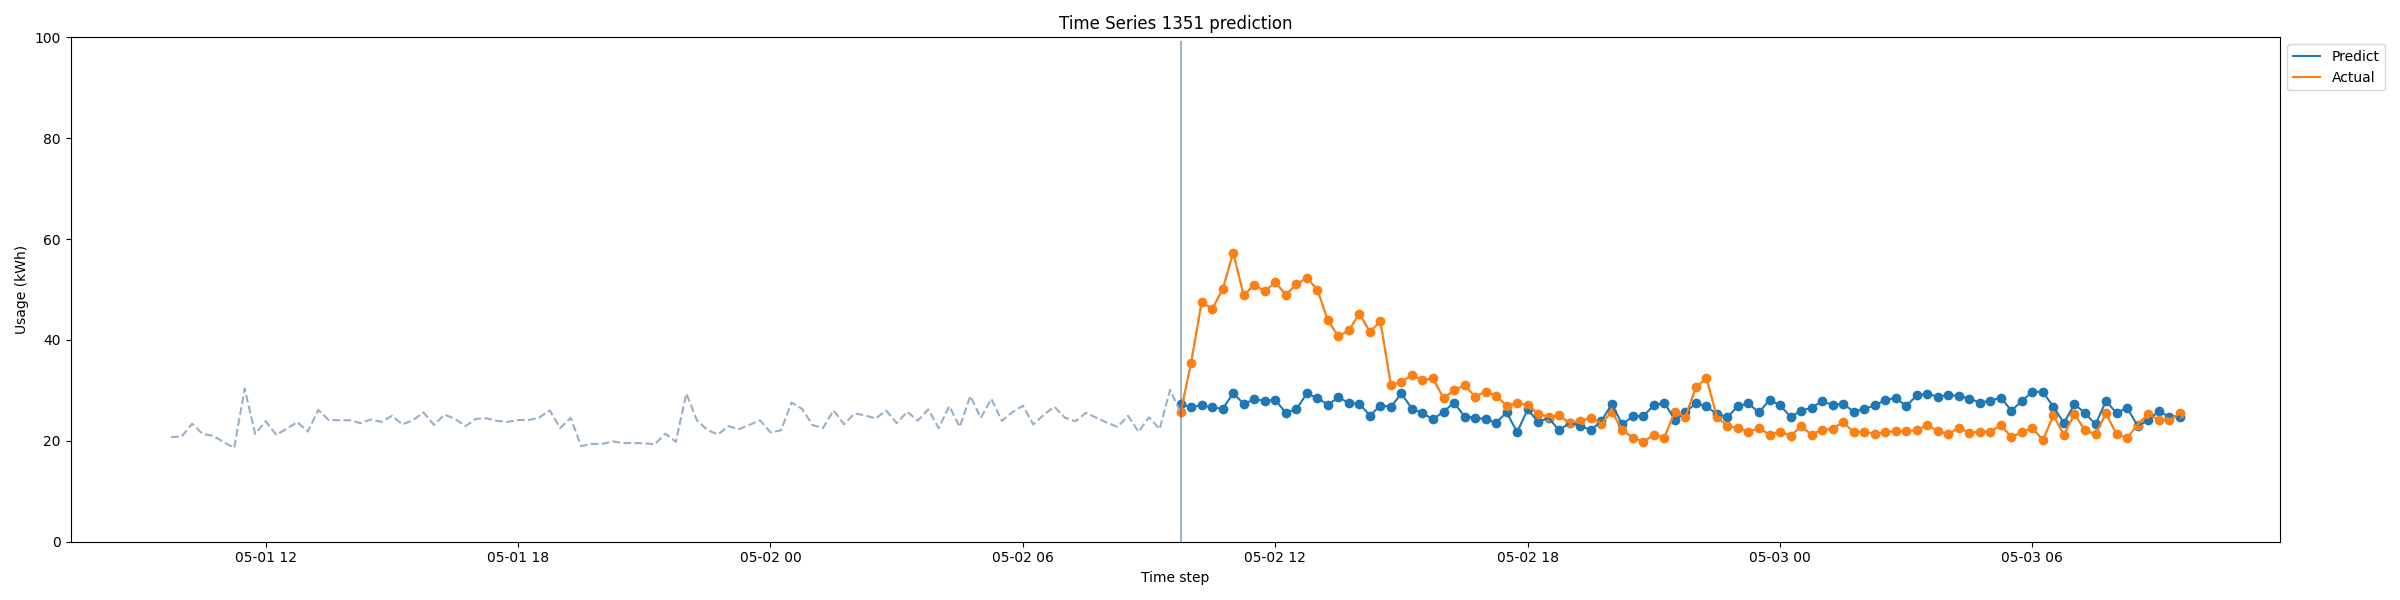 Time Series 1351 prediction
100
80
60
40
20
0
Usage (kWh)
05-01 12
05-01 18
05-02 00
05-02 06
05-02 12
05-02 18
05-03 00
05-03 06
Time step
Predict
Actual